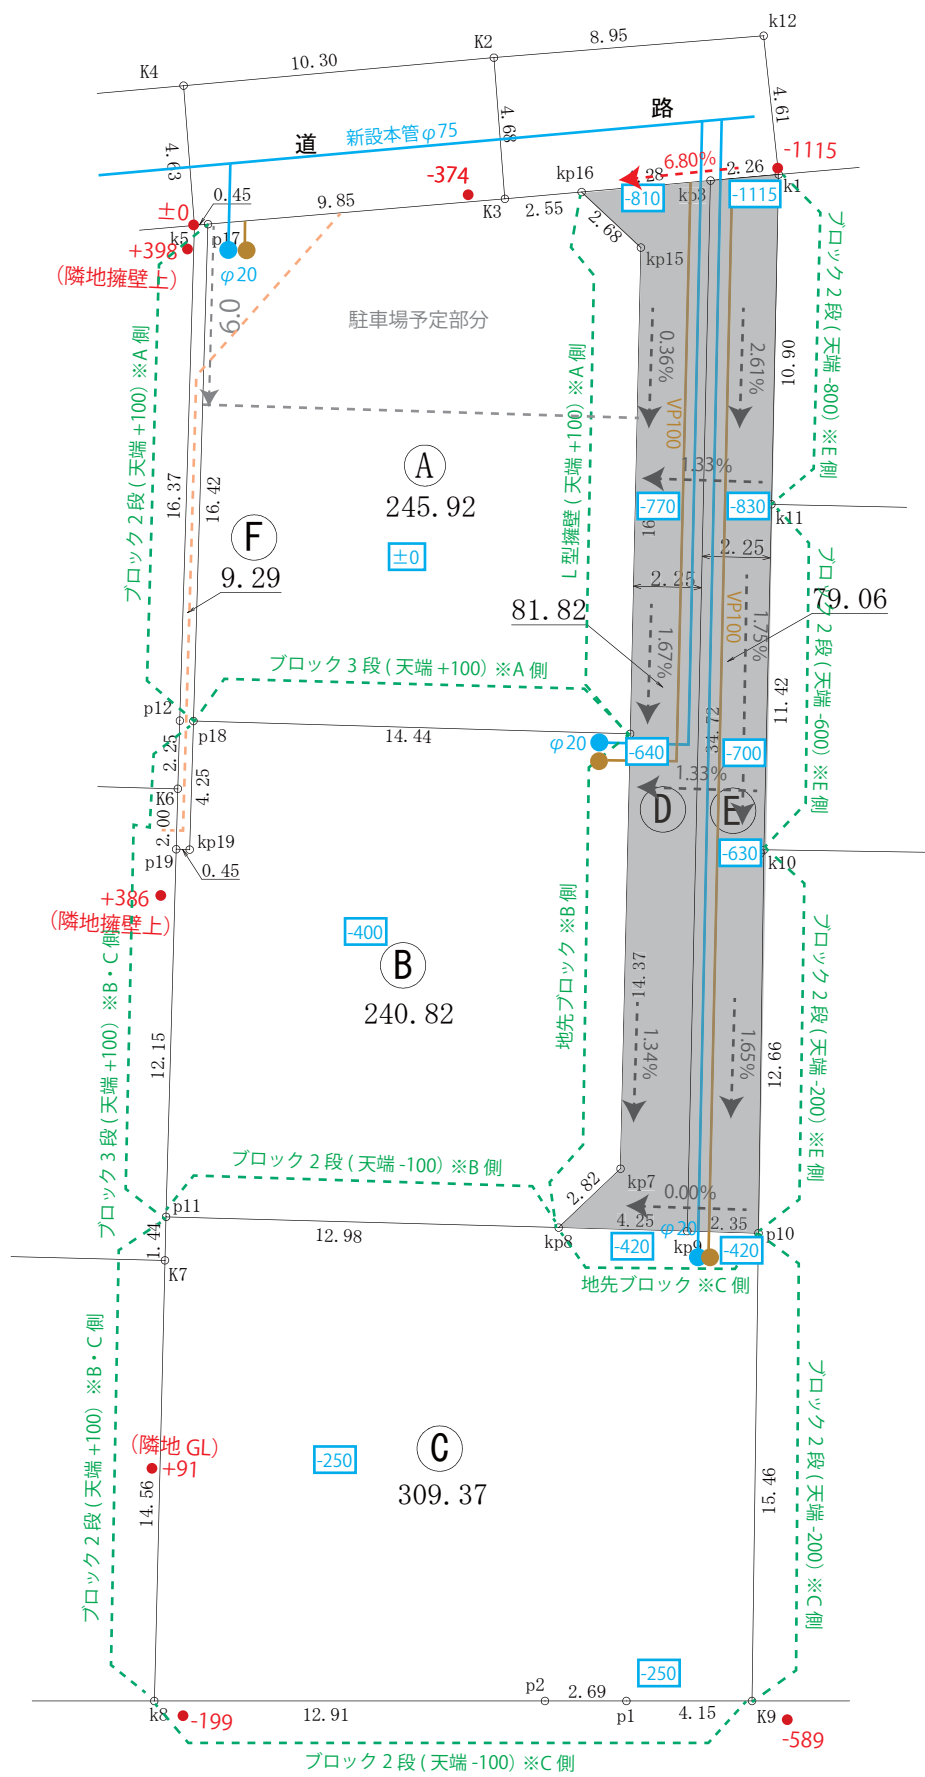 k12
8.95
K2
10.30
K4
4.61
4.68
4.63
道
路
新設本管φ75
6.80%
2.26
-1115
kp16
-374
-810
kp3
-1115
k1
0.45
9.85
K3
2.55
±0
k5
p17
+398
(隣地擁壁上)
φ20
2.68
kp15
6.0
駐車場予定部分
ブロック2段(天端+100)※A側
L型擁壁(天端+100)※A側
ブロック2段(天端-800)※E側
0.36%
2.61%
10.90
VP100
1.33%
A
245.92
±0
16.37
16.42
F
9.29
-770
-830
k11
2.25
2.25
81.82
79.06
VP100
1.67%
1.75%
ブロック2段(天端-600)※E側
11.42
ブロック3段(天端+100)※A側
p12
p18
14.44
34.72
φ20
-640
-700
1.33%
2.25
4.25
K6
2.00
kp19
p19
0.45
D
E
-630
k10
+386
(隣地擁壁上)
-400
B
240.82
地先ブロック※B側
ブロック2段(天端-200)※E側
ブロック3段(天端+100)※B・C側
12.15
14.37
1.34%
1.65%
12.66
ブロック2段(天端-100)※B側
2.82
kp7
0.00%
p11
12.98
kp8
4.25
φ20
2.35
p10
-420
kp9
-420
1.44
K7
地先ブロック※C側
ブロック2段(天端+100)※B・C側
ブロック2段(天端-200)※C側
(隣地GL)
+91
-250
C
309.37
14.56
15.46
-250
p2
2.69
p1
4.15
K9
k8
-199
12.91
-589
ブロック2段(天端-100)※C側